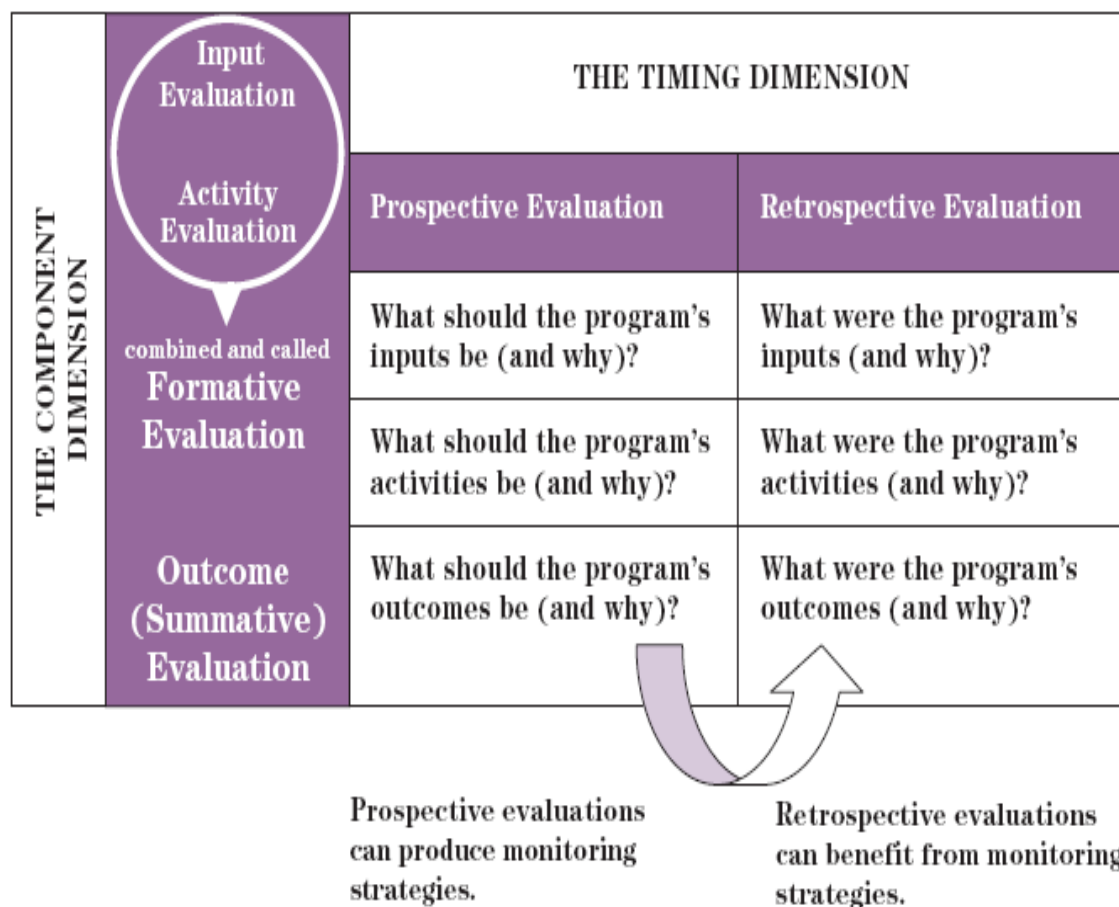 THE COMPONENT
DIMENSION
Input
Evaluation
Activity
Evaluation
combined and called
Formative
Evaluation
Outcome
(Summative)
Evaluation
THE TIMING DIMENSION
Prospective Evaluation
Retrospective Evaluation
What should the program's
inputs be (and why)?
What were the program's
inputs (and why)?
What should the program's
activities be (and why)?
What were the program's
activities (and why)?
What should the program's
outcomes be (and why)?
What were the program's
outcomes (and why)?
Prospective evaluations
can produce monitoring
strategies.
Retrospective evaluations
can benefit from monitoring
strategies.